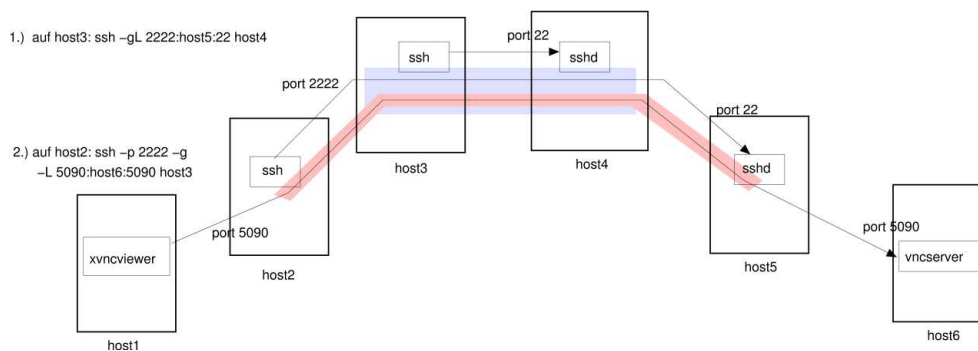 1.) auf host3: ssh −gL 2222:host5:22 host4
port 22
ssh
sshd
port 2222
port 22
host3
host4
2.) auf host2: ssh −p 2222 −g
−L 5090:host6:5090 host3
ssh
sshd
port 5090
port 5090
xvncviewer
vncserver
host2
host5
host1
host6